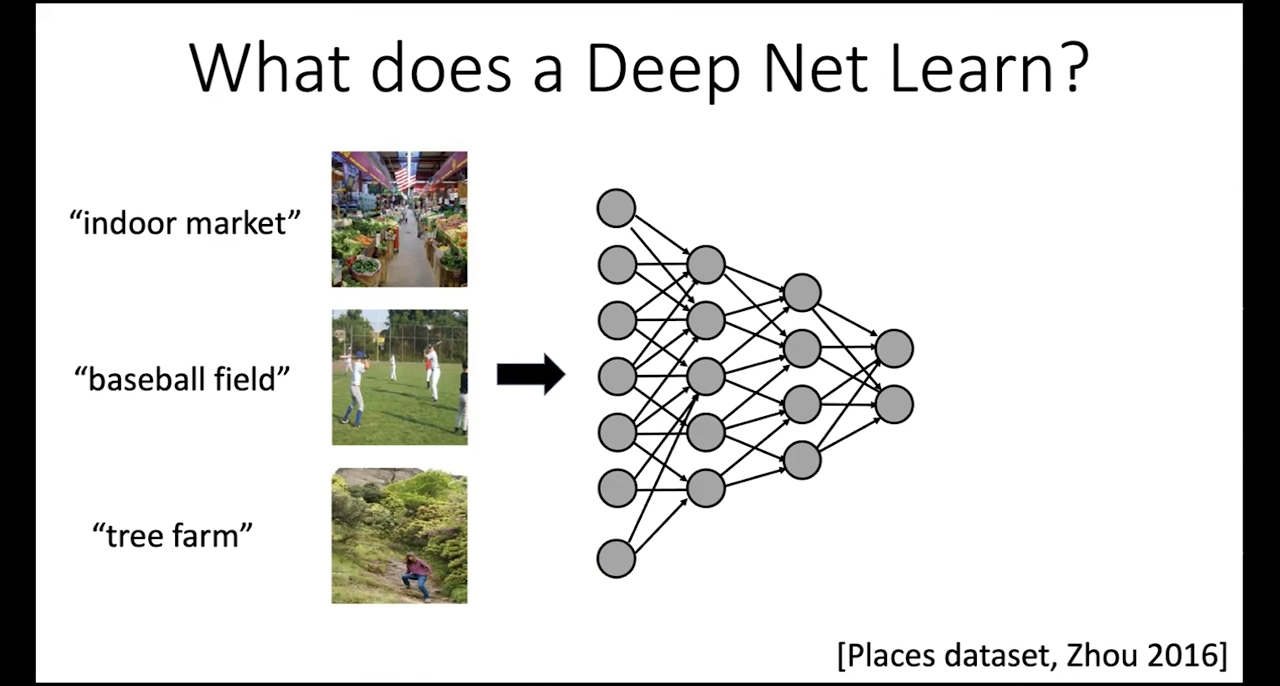 What does a Deep Net Learn?
“indoor market”
“baseball field”
“tree farm”
[Places dataset, Zhou 2016]